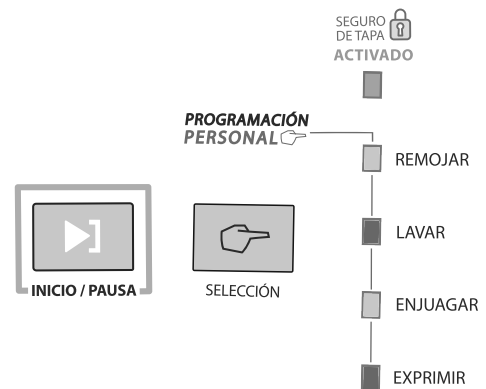 SEGURO
DE TAPA
ACTIVADO
PROGRAMACIÓN
PERSONAL
REMOJAR
LAVAR
INICIO / PAUSA
SELECCIÓN
ENJUAGAR
EXPRIMIR